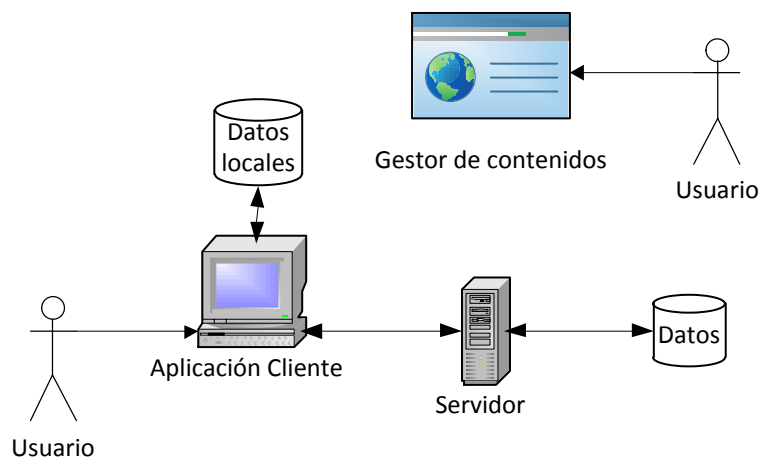 Datos
locales
Gestor de contenidos
Usuario
Datos
Aplicación Cliente
Servidor
Usuario